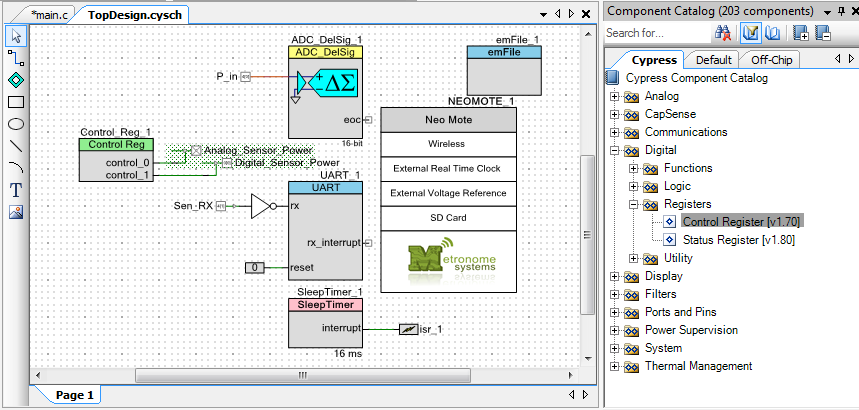 *main.c
TopDesign.cysch
ADC_DelSig_1
ADC_DelSig
P_in
ΔΣ
eoc
16-bit
emFile_1
emFile
NEOMOTE_1
Neo Mote
Wireless
External Real Time Clock
External Voltage Reference
SD Card
Metronome
systems
Control_Reg_1
Control Reg
control_0
control_1
Analog_Sensor_Power
Digital_Sensor_Power
UART_1
UART
Sen_RX
rx
rx_interrupt
0
reset
SleepTimer_1
SleepTimer
interrupt
isr_1
16 ms
Page 1
Component Catalog (203 components)
Search for...
Cypress
Default
Off-Chip
Cypress Component Catalog
Analog
CapSense
Communications
Digital
Functions
Logic
Registers
Control Register [v1.70]
Status Register [v1.80]
Utility
Display
Filters
Ports and Pins
Power Supervision
System
Thermal Management